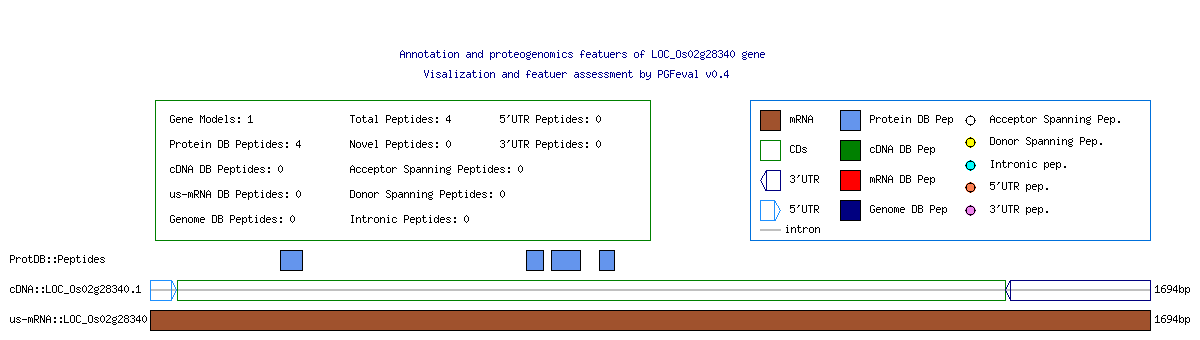 Annotation and proteogenomics featuers of LOC_Os02g28340 gene
Visalization and featuer assessment by PGFeval v0.4
Gene Models: 1 Total Peptides: 4 5'UTR Peptides: 0
Protein DB Peptides: 4 Novel Peptides: 0 3'UTR Peptides: 0
cDNA DB Peptides: 0 Acceptor Spanning Peptides: 0
us-mRNA DB Peptides: 0 Donor Spanning Peptides: 0
Genome DB Peptides: 0 Intronic Peptides: 0
mRNA Protein DB Pep Acceptor Spanning Pep.
CDs cDNA DB Pep Donor Spanning Pep.
3'UTR mRNA DB Pep Intronic pep.
5'UTR Genome DB Pep 5'UTR pep.
intron 3'UTR pep.
ProtDB::Peptides
cDNA::LOC_Os02g28340.1 1694bp
us-mRNA::LOC_Os02g28340 1694bp